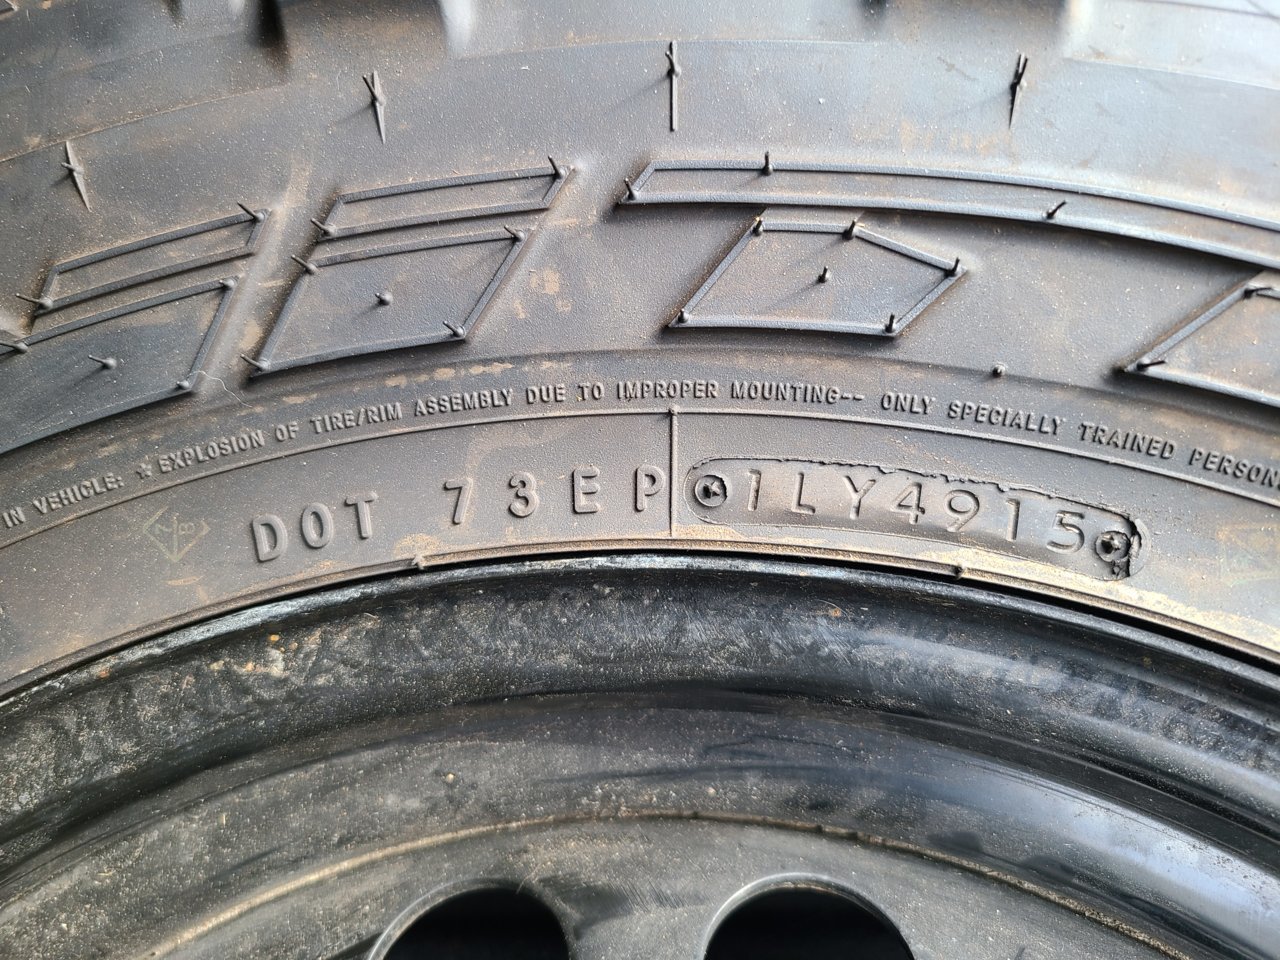 IN VEHICLE: ☆ EXPLOSION OF TIRE/RIM ASSEMBLY DUE TO IMPROPER MOUNTING-- ONLY SPECIALLY TRAINED PERSON
DOT 73EP 1LY4915